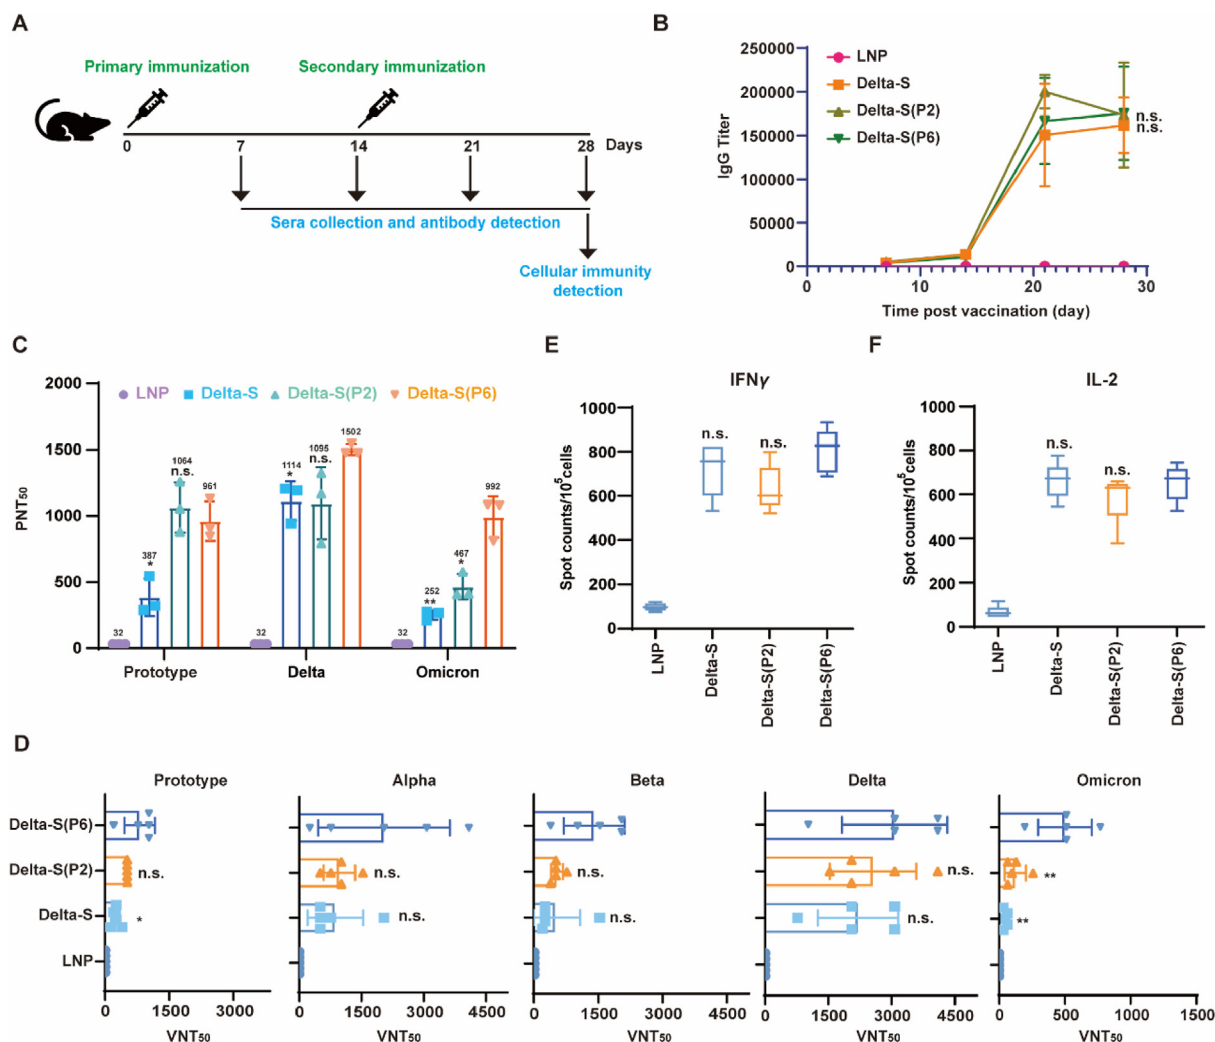 A
Primary immunization
Secondary immunization
0
7
14
21
28
Days
Sera collection and antibody detection
Cellular immunity
detection
B
LNP
Delta-S
Delta-S(P2)
Delta-S(P6)
IgG Titer
250000
200000
150000
100000
50000
0
n.s.
n.s.
0
10
20
30
Time post vaccination (day)
C
LNP
Delta-S
Delta-S(P2)
Delta-S(P6)
PNT50
2000
1500
1000
500
0
32
387
*
1064
n.s.
961
32
1114
*
1095
n.s.
1502
32
252
**
467
*
992
Prototype
Delta
Omicron
E
IFNγ
Spot counts/10⁵cells
1000
800
600
400
200
0
n.s.
n.s.
LNP
Delta-S
Delta-S(P2)
Delta-S(P6)
F
IL-2
Spot counts/10⁵cells
1000
800
600
400
200
0
n.s.
n.s.
LNP
Delta-S
Delta-S(P2)
Delta-S(P6)
D
Delta-S(P6)
Delta-S(P2)
Delta-S
LNP
Prototype
n.s.
*
0
1500
3000
VNT50
Alpha
n.s.
n.s.
0
1500
3000
4500
VNT50
Beta
n.s.
n.s.
0
1500
3000
4500
VNT50
Delta
n.s.
n.s.
0
1500
3000
4500
VNT50
Omicron
**
**
0
500
1000
1500
VNT50